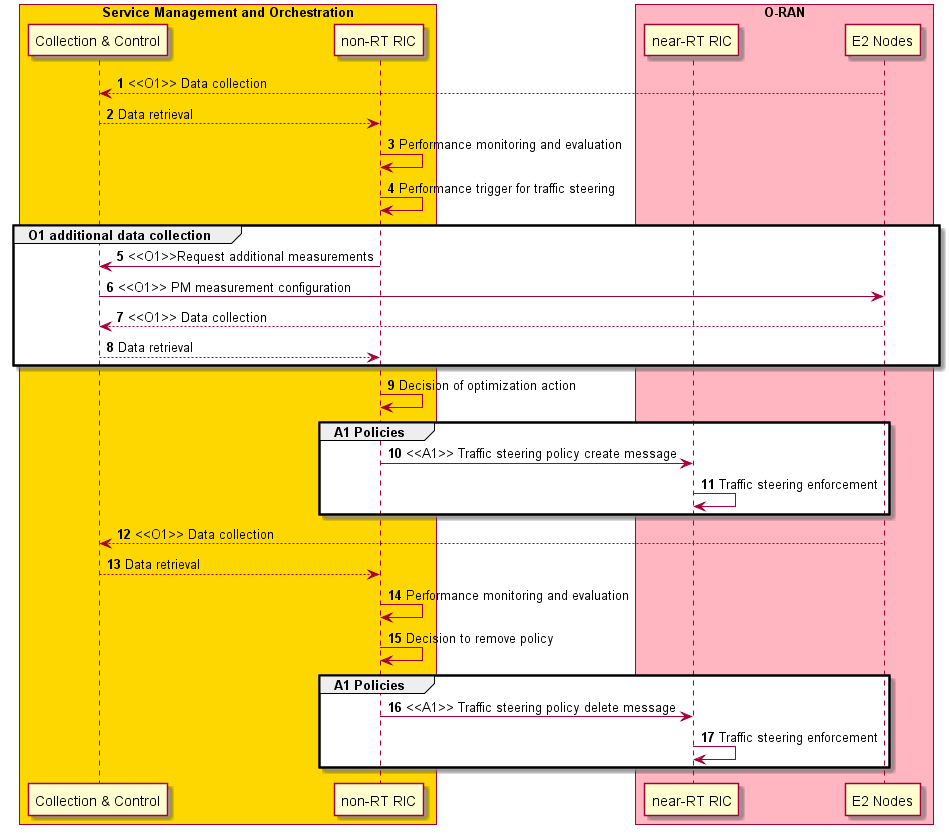 Service Management and Orchestration
O-RAN
Collection & Control
non-RT RIC
near-RT RIC
E2 Nodes
1 <<O1>> Data collection
2 Data retrieval
3 Performance monitoring and evaluation
4 Performance trigger for traffic steering
O1 additional data collection
5 <<O1>>Request additional measurements
6 <<O1>> PM measurement configuration
7 <<O1>> Data collection
8 Data retrieval
9 Decision of optimization action
A1 Policies
10 <<A1>> Traffic steering policy create message
11 Traffic steering enforcement
12 <<O1>> Data collection
13 Data retrieval
14 Performance monitoring and evaluation
15 Decision to remove policy
A1 Policies
16 <<A1>> Traffic steering policy delete message
17 Traffic steering enforcement
Collection & Control
non-RT RIC
near-RT RIC
E2 Nodes